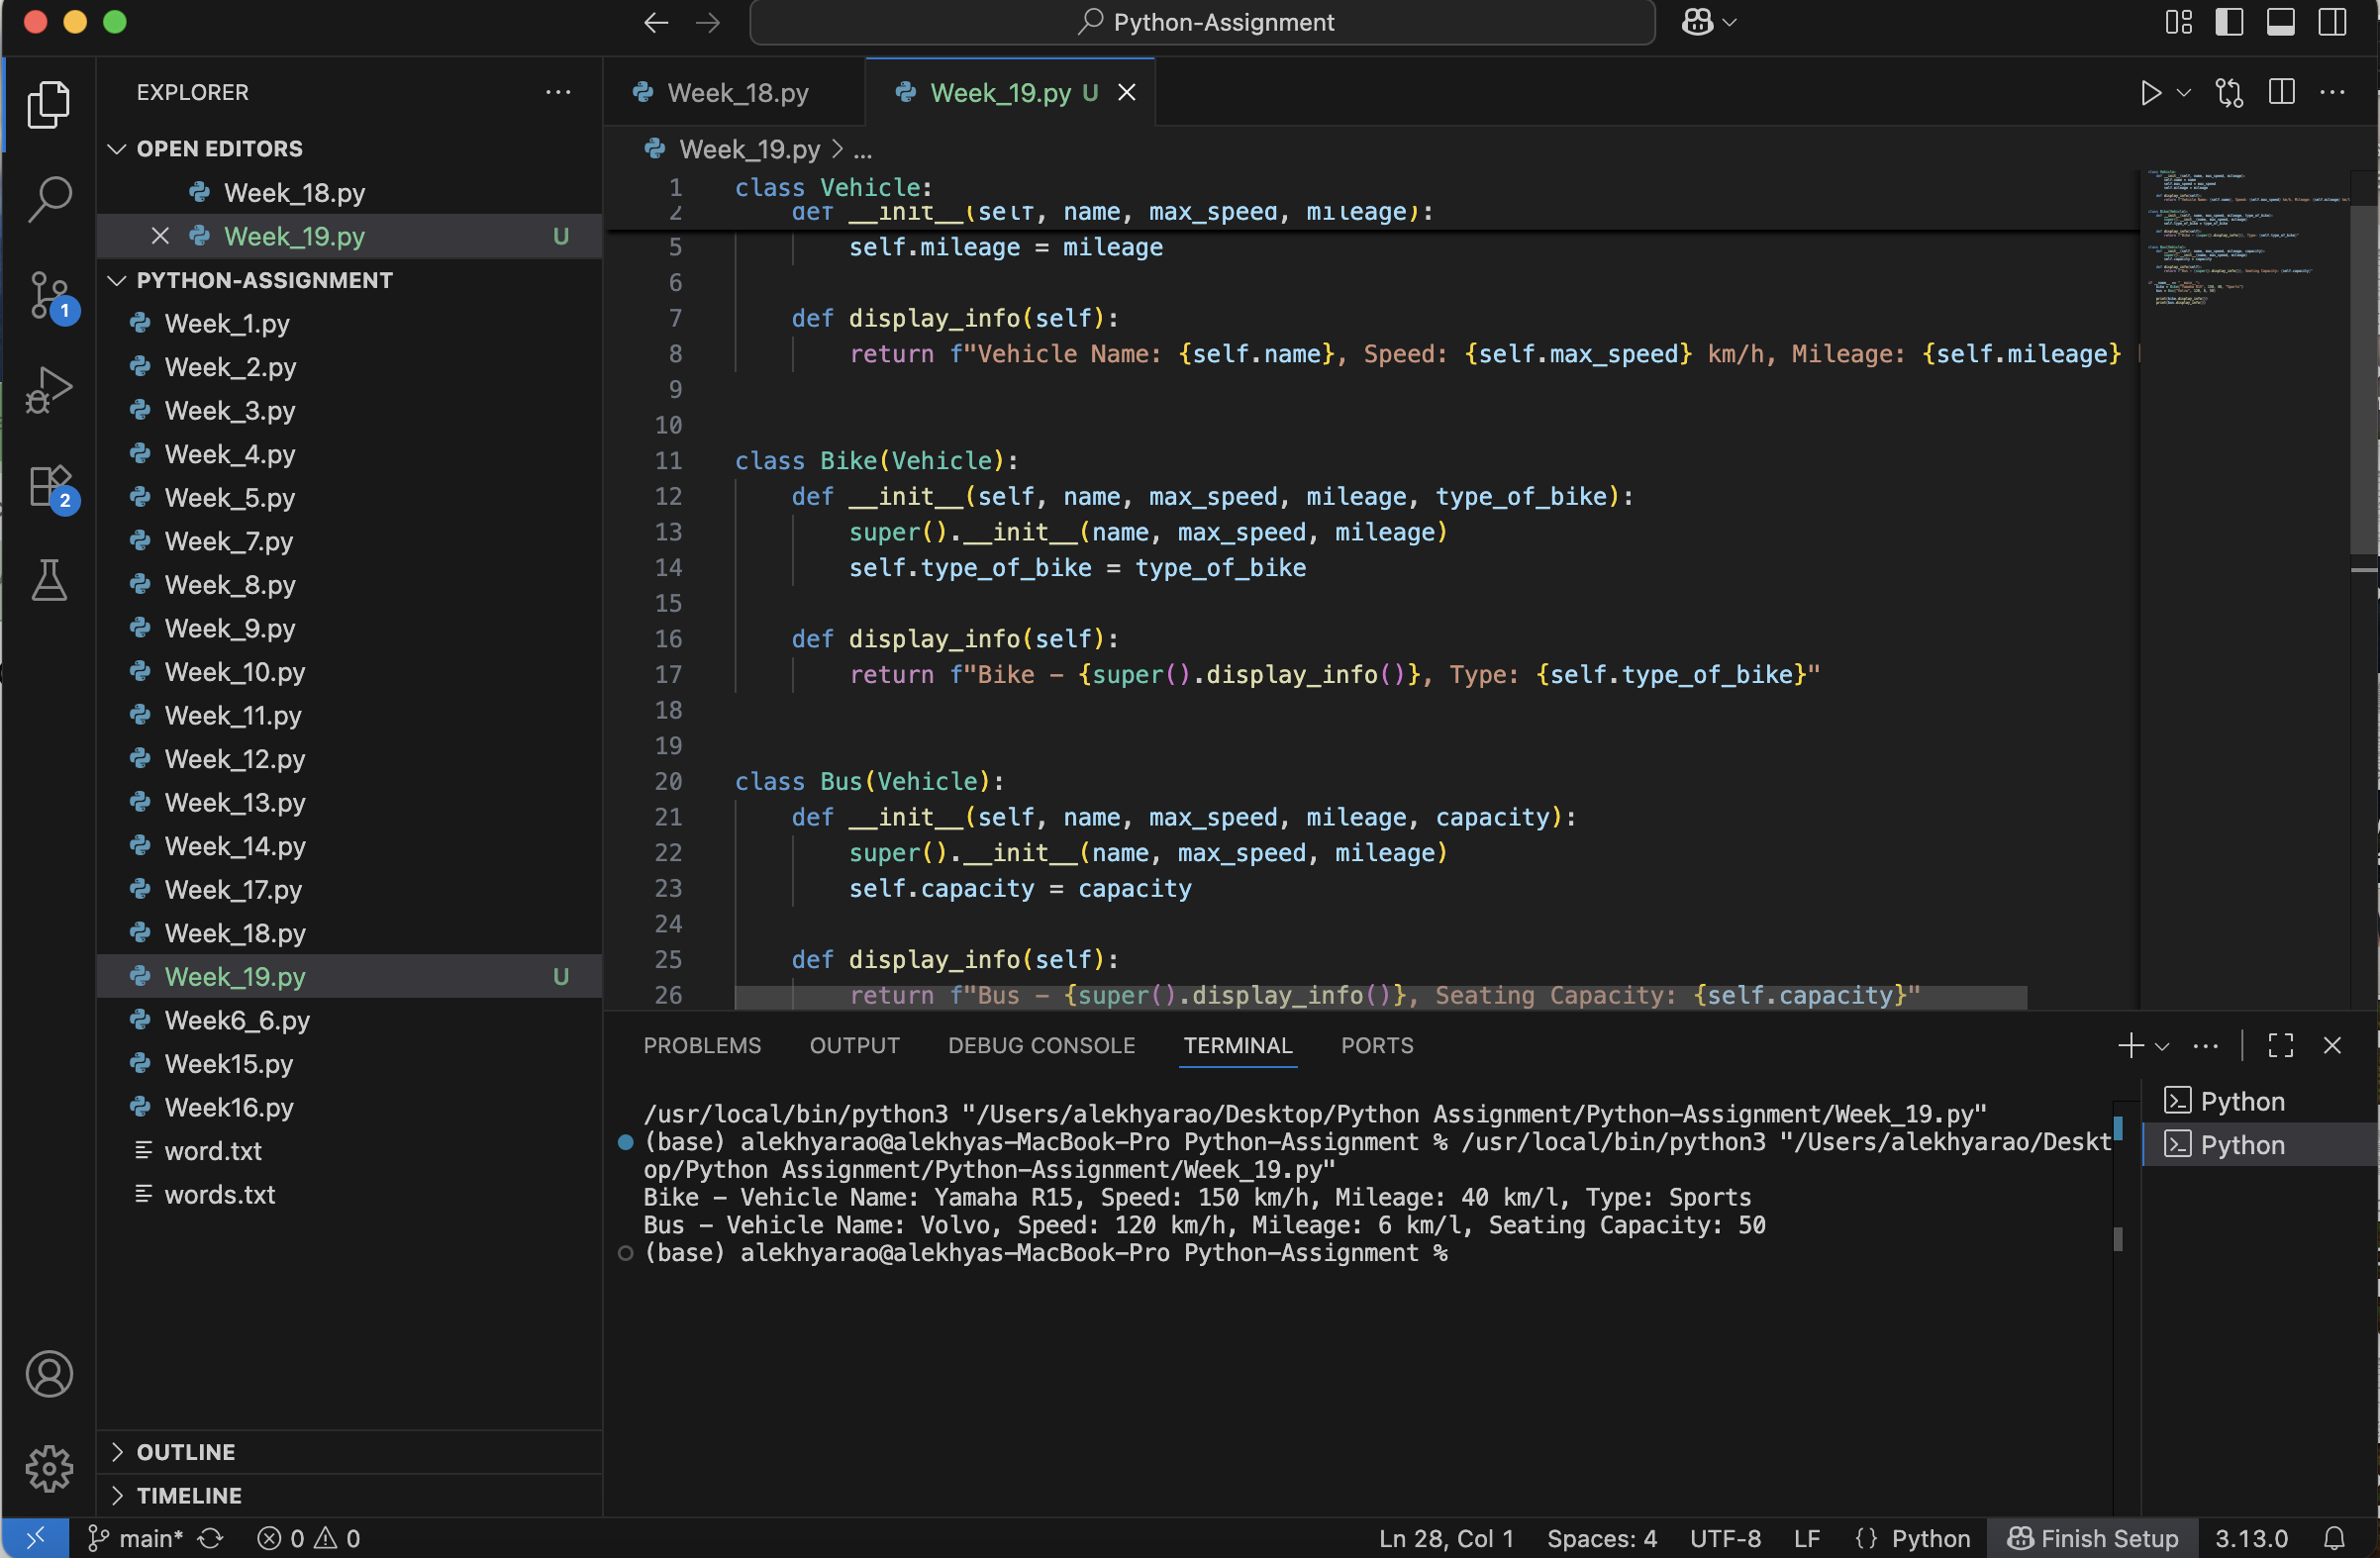 Python-Assignment
EXPLORER
OPEN EDITORS
Week_18.py
Week_19.py U
PYTHON-ASSIGNMENT
Week_1.py
Week_2.py
Week_3.py
Week_4.py
Week_5.py
Week_7.py
Week_8.py
Week_9.py
Week_10.py
Week_11.py
Week_12.py
Week_13.py
Week_14.py
Week_17.py
Week_18.py
Week_19.py U
Week6_6.py
Week15.py
Week16.py
word.txt
words.txt
OUTLINE
TIMELINE
1
2
Week_18.py
Week_19.py U
Week_19.py > ...
1 class Vehicle:
2 def __init__(self, name, max_speed, mileage):
5 self.mileage = mileage
6
7 def display_info(self):
8 return f"Vehicle Name: {self.name}, Speed: {self.max_speed} km/h, Mileage: {self.mileage}
9
10
11 class Bike(Vehicle):
12 def __init__(self, name, max_speed, mileage, type_of_bike):
13 super().__init__(name, max_speed, mileage)
14 self.type_of_bike = type_of_bike
15
16 def display_info(self):
17 return f"Bike - {super().display_info()}, Type: {self.type_of_bike}"
18
19
20 class Bus(Vehicle):
21 def __init__(self, name, max_speed, mileage, capacity):
22 super().__init__(name, max_speed, mileage)
23 self.capacity = capacity
24
25 def display_info(self):
26 return f"Bus - {super().display_info()}, Seating Capacity: {self.capacity}"
PROBLEMS OUTPUT DEBUG CONSOLE TERMINAL PORTS
/usr/local/bin/python3 "/Users/alekhyarao/Desktop/Python Assignment/Python-Assignment/Week_19.py"
(base) alekhyarao@alekhyas-MacBook-Pro Python-Assignment % /usr/local/bin/python3 "/Users/alekhyarao/Deskt
op/Python Assignment/Python-Assignment/Week_19.py"
Bike - Vehicle Name: Yamaha R15, Speed: 150 km/h, Mileage: 40 km/l, Type: Sports
Bus - Vehicle Name: Volvo, Speed: 120 km/h, Mileage: 6 km/l, Seating Capacity: 50
(base) alekhyarao@alekhyas-MacBook-Pro Python-Assignment %
Python
Python
main* 0 0 Ln 28, Col 1 Spaces: 4 UTF-8 LF {} Python Finish Setup 3.13.0